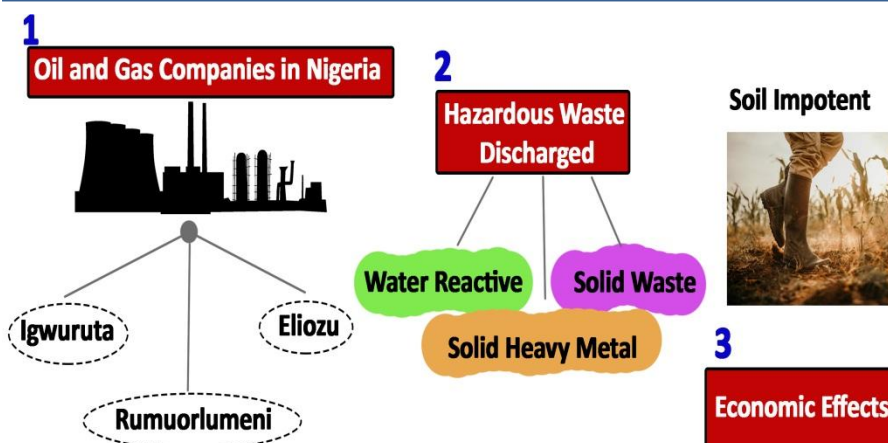 1
Oil and Gas Companies in Nigeria
Igwuruta
Eliozu
Rumuorlumeni
2
Hazardous Waste
Discharged
Water Reactive
Solid Waste
Solid Heavy Metal
Soil Impotent
3
Economic Effects